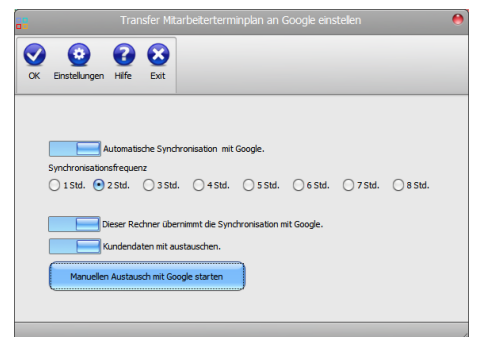 Transfer Mitarbeiterterminplan an Google einstellen
OK Einstellungen Hilfe Exit
Automatische Synchronisation mit Google.
Synchronisationsfrequenz
1 Std. 2 Std. 3 Std. 4 Std. 5 Std. 6 Std. 7 Std. 8 Std.
Dieser Rechner übernimmt die Synchronisation mit Google.
Kundendaten mit austauschen.
Manuellen Austausch mit Google starten